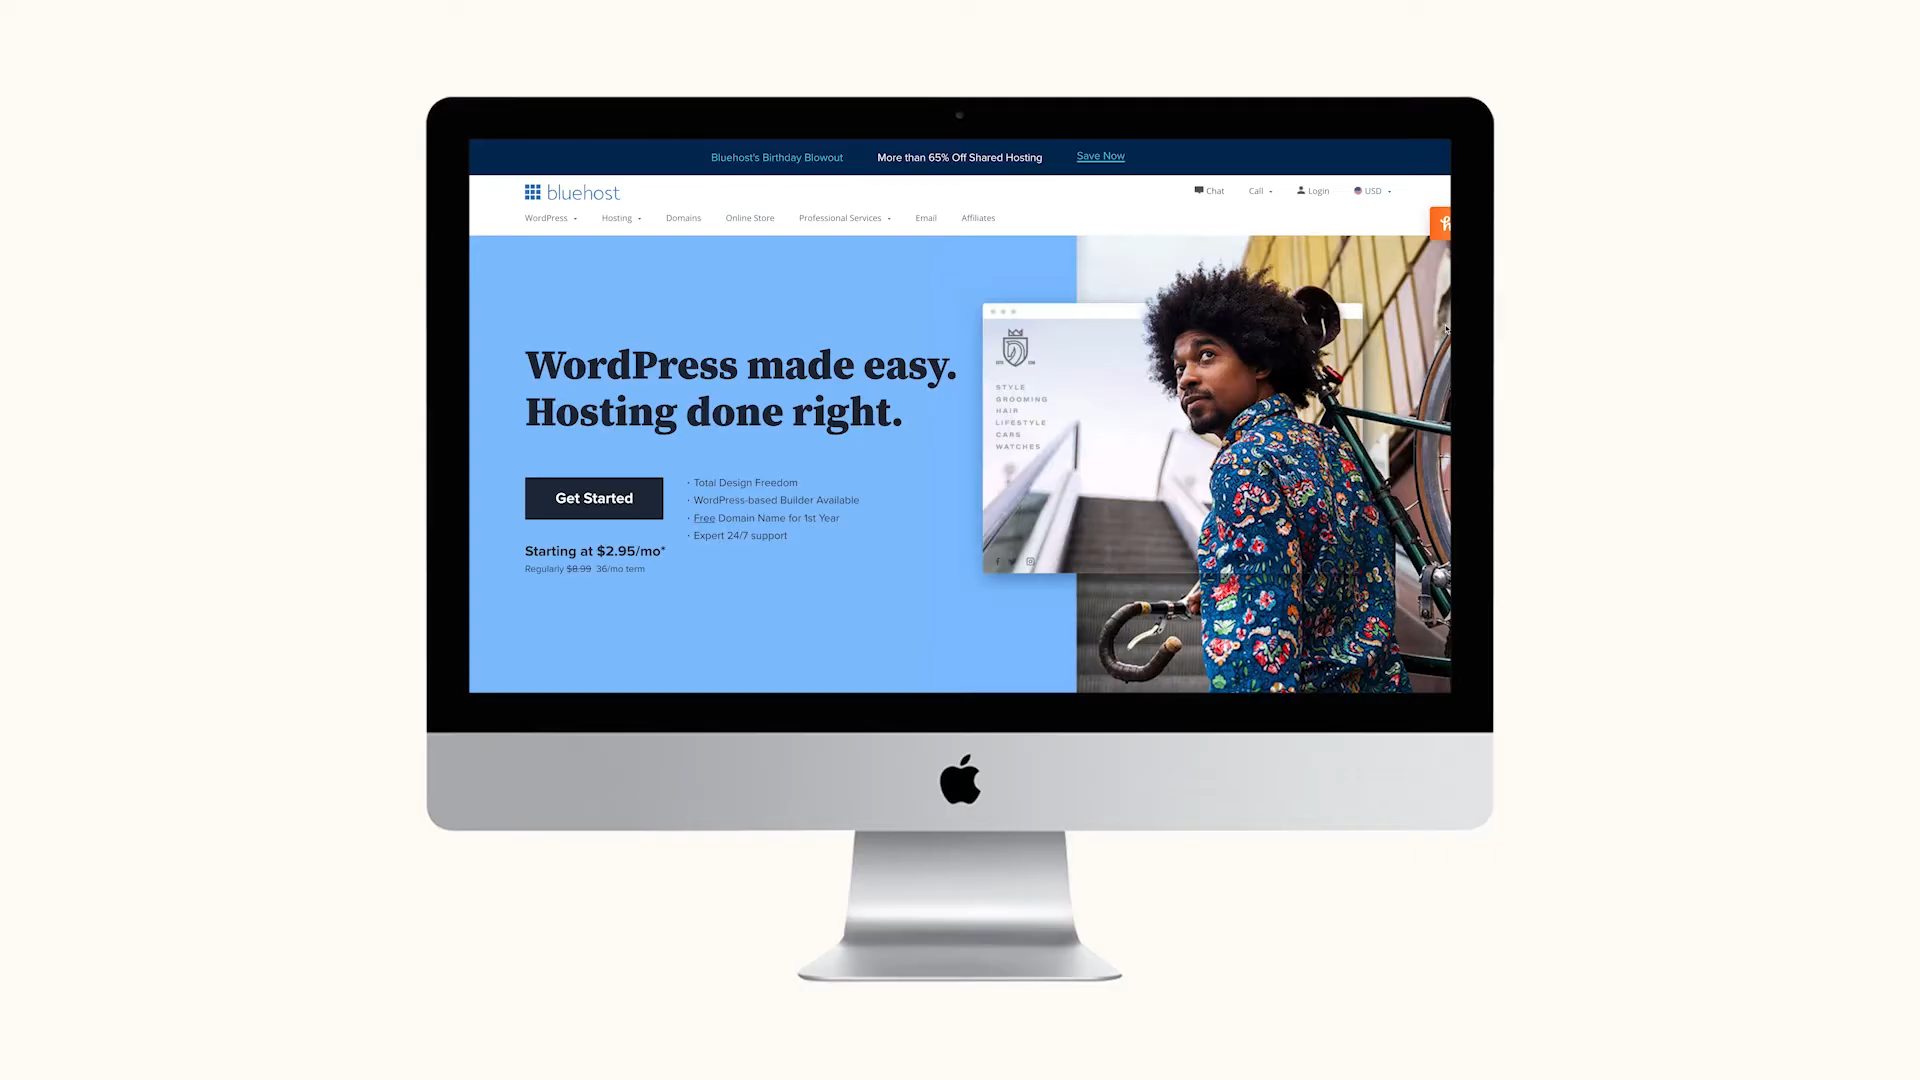 Bluehost's Birthday Blowout More than 65% Off Shared Hosting Save Now
bluehost Chat Call Login USD
WordPress Hosting Domains Online Store Professional Services Email Affiliates
WordPress made easy.
Hosting done right.
Get Started
· Total Design Freedom
· WordPress-based Builder Available
· Free Domain Name for 1st Year
· Expert 24/7 support
Starting at $2.95/mo*
Regularly $8.99 36/mo term
STYLE
GROOMING
HAIR
LIFESTYLE
CARS
WATCHES